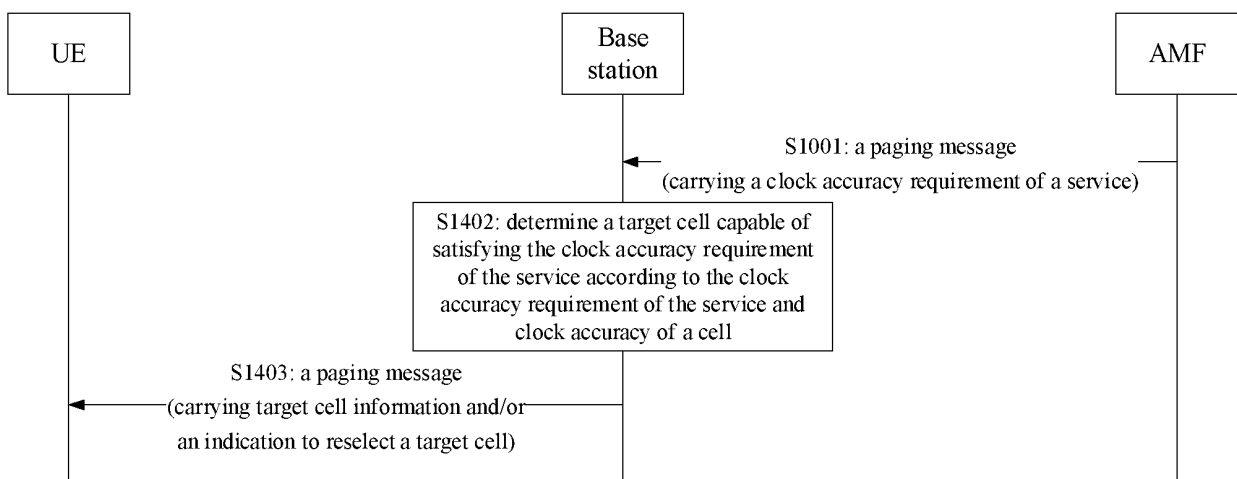 UE
Base
station
AMF
S1001: a paging message
(carrying a clock accuracy requirement of a service)
S1402: determine a target cell capable of
satisfying the clock accuracy requirement
of the service according to the clock
accuracy requirement of the service and
clock accuracy of a cell
S1403: a paging message
(carrying target cell information and/or
an indication to reselect a target cell)